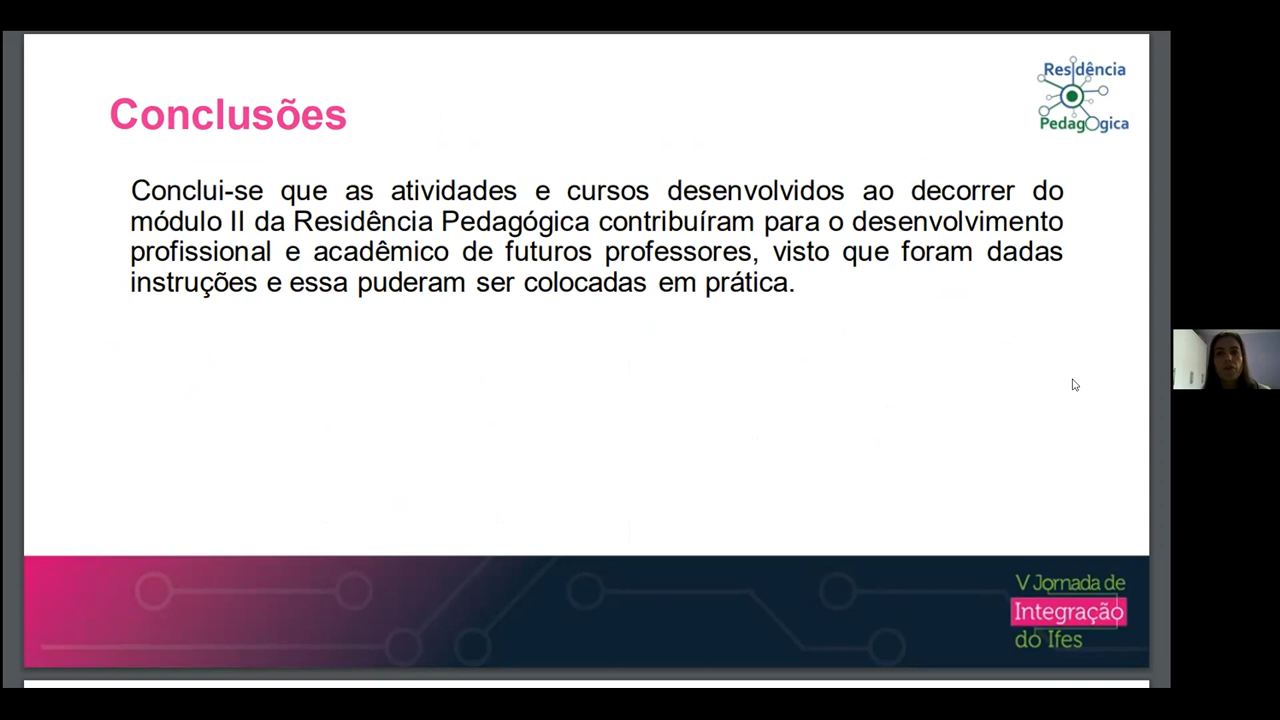 Residência
PedagÓgica
Conclusões
Conclui-se que as atividades e cursos desenvolvidos ao decorrer do
módulo II da Residência Pedagógica contribuíram para o desenvolvimento
profissional e acadêmico de futuros professores, visto que foram dadas
instruções e essa puderam ser colocadas em prática.
V Jornada de
Integração
do Ifes